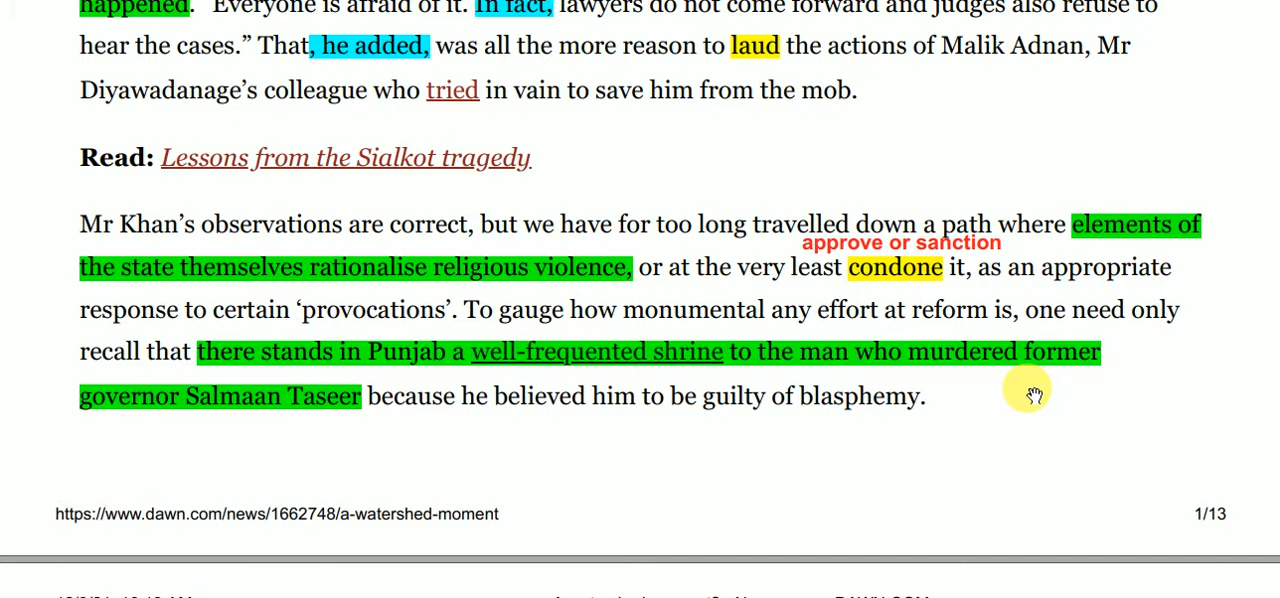 happened. “Everyone is afraid of it. In fact, lawyers do not come forward and judges also refuse to
hear the cases.” That, he added, was all the more reason to laud the actions of Malik Adnan, Mr
Diyawadanage’s colleague who tried in vain to save him from the mob.
Read: Lessons from the Sialkot tragedy
Mr Khan’s observations are correct, but we have for too long travelled down a path where elements of
approve or sanction
the state themselves rationalise religious violence, or at the very least condone it, as an appropriate
response to certain ‘provocations’. To gauge how monumental any effort at reform is, one need only
recall that there stands in Punjab a well-frequented shrine to the man who murdered former
governor Salmaan Taseer because he believed him to be guilty of blasphemy.
https://www.dawn.com/news/1662748/a-watershed-moment 1/13